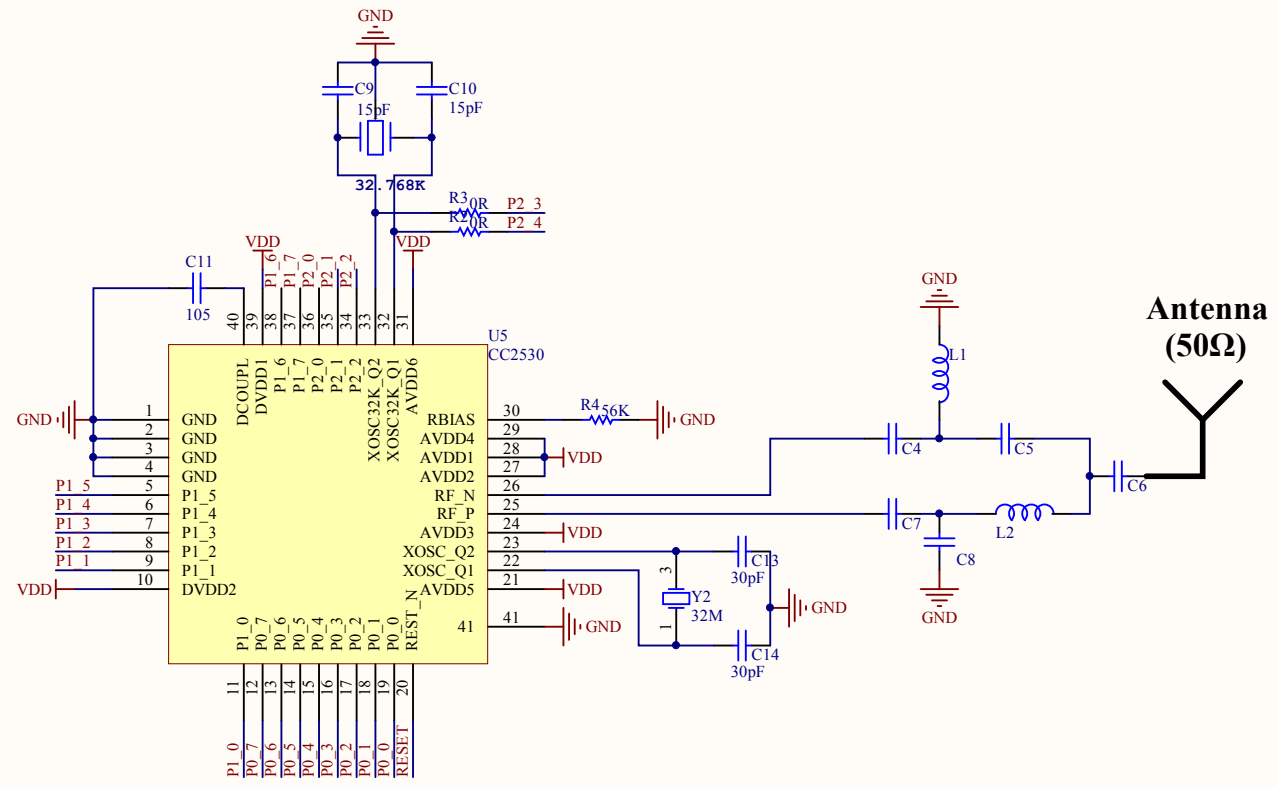 GND
C9
15pF
C10
15pF
32.768K
R3
0R
P2_3
R2
0R
P2_4
VDD
P1_6
P1_7
P2_0
P2_1
P2_2
VDD
C11
105
40
39
38
37
36
35
34
33
32
31
U5
CC2530
DCOUPL
DVDD1
P1_6
P1_7
P2_0
P2_1
P2_2
XOSC32K_Q2
XOSC32K_Q1
AVDD6
GND
1
GND
2
GND
3
GND
4
GND
P1_5
5
P1_5
P1_4
6
P1_4
P1_3
7
P1_3
P1_2
8
P1_2
P1_1
9
P1_1
VDD
10
DVDD2
RBIAS
30
R4
56K
GND
AVDD4
29
AVDD1
28
VDD
AVDD2
27
RF_N
26
RF_P
25
AVDD3
24
VDD
XOSC_Q2
23
XOSC_Q1
22
AVDD5
21
VDD
41
41
GND
P1_0
P0_7
P0_6
P0_5
P0_4
P0_3
P0_2
P0_1
P0_0
REST_N
11
12
13
14
15
16
17
18
19
20
P1_0
P0_7
P0_6
P0_5
P0_4
P0_3
P0_2
P0_1
P0_0
RESET
3
Y2
32M
1
C13
30pF
C14
30pF
GND
GND
L1
C4
C5
C7
L2
C8
GND
C6
Antenna
(50Ω)